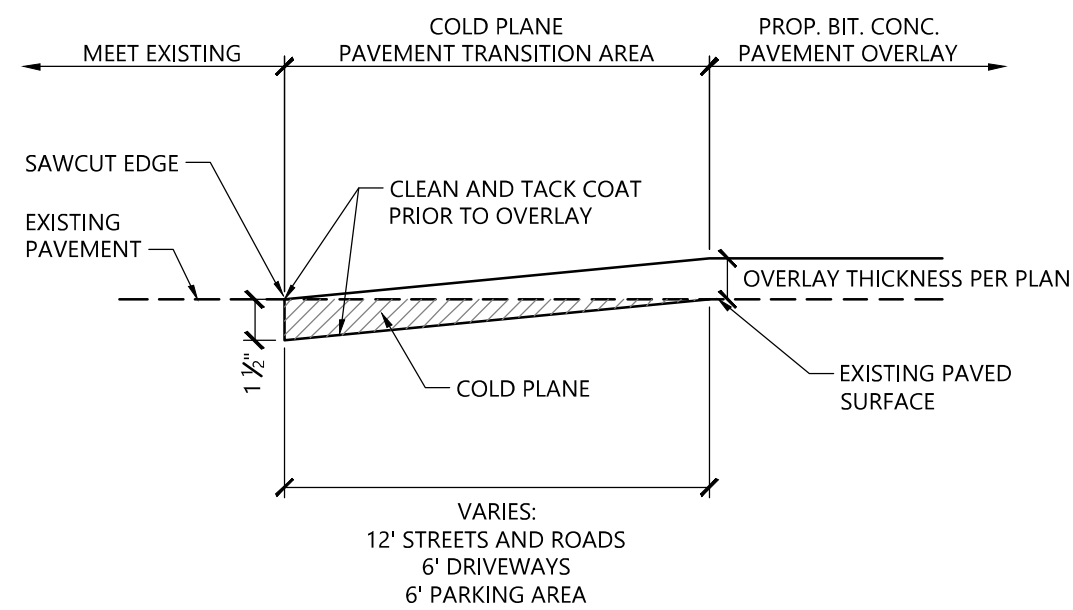 MEET EXISTING
COLD PLANE
PAVEMENT TRANSITION AREA
PROP. BIT. CONC.
PAVEMENT OVERLAY
SAWCUT EDGE
CLEAN AND TACK COAT
PRIOR TO OVERLAY
EXISTING
PAVEMENT
OVERLAY THICKNESS PER PLAN
1 ½"
COLD PLANE
EXISTING PAVED
SURFACE
VARIES:
12' STREETS AND ROADS
6' DRIVEWAYS
6' PARKING AREA